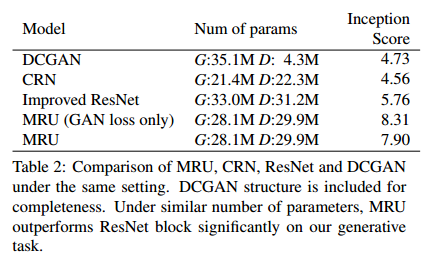 Model Num of params Inception Score
DCGAN G:35.1M D: 4.3M 4.73
CRN G:21.4M D:22.3M 4.56
Improved ResNet G:33.0M D:31.2M 5.76
MRU (GAN loss only) G:28.1M D:29.9M 8.31
MRU G:28.1M D:29.9M 7.90
Table 2: Comparison of MRU, CRN, ResNet and DCGAN
under the same setting. DCGAN structure is included for
completeness. Under similar number of parameters, MRU
outperforms ResNet block significantly on our generative
task.